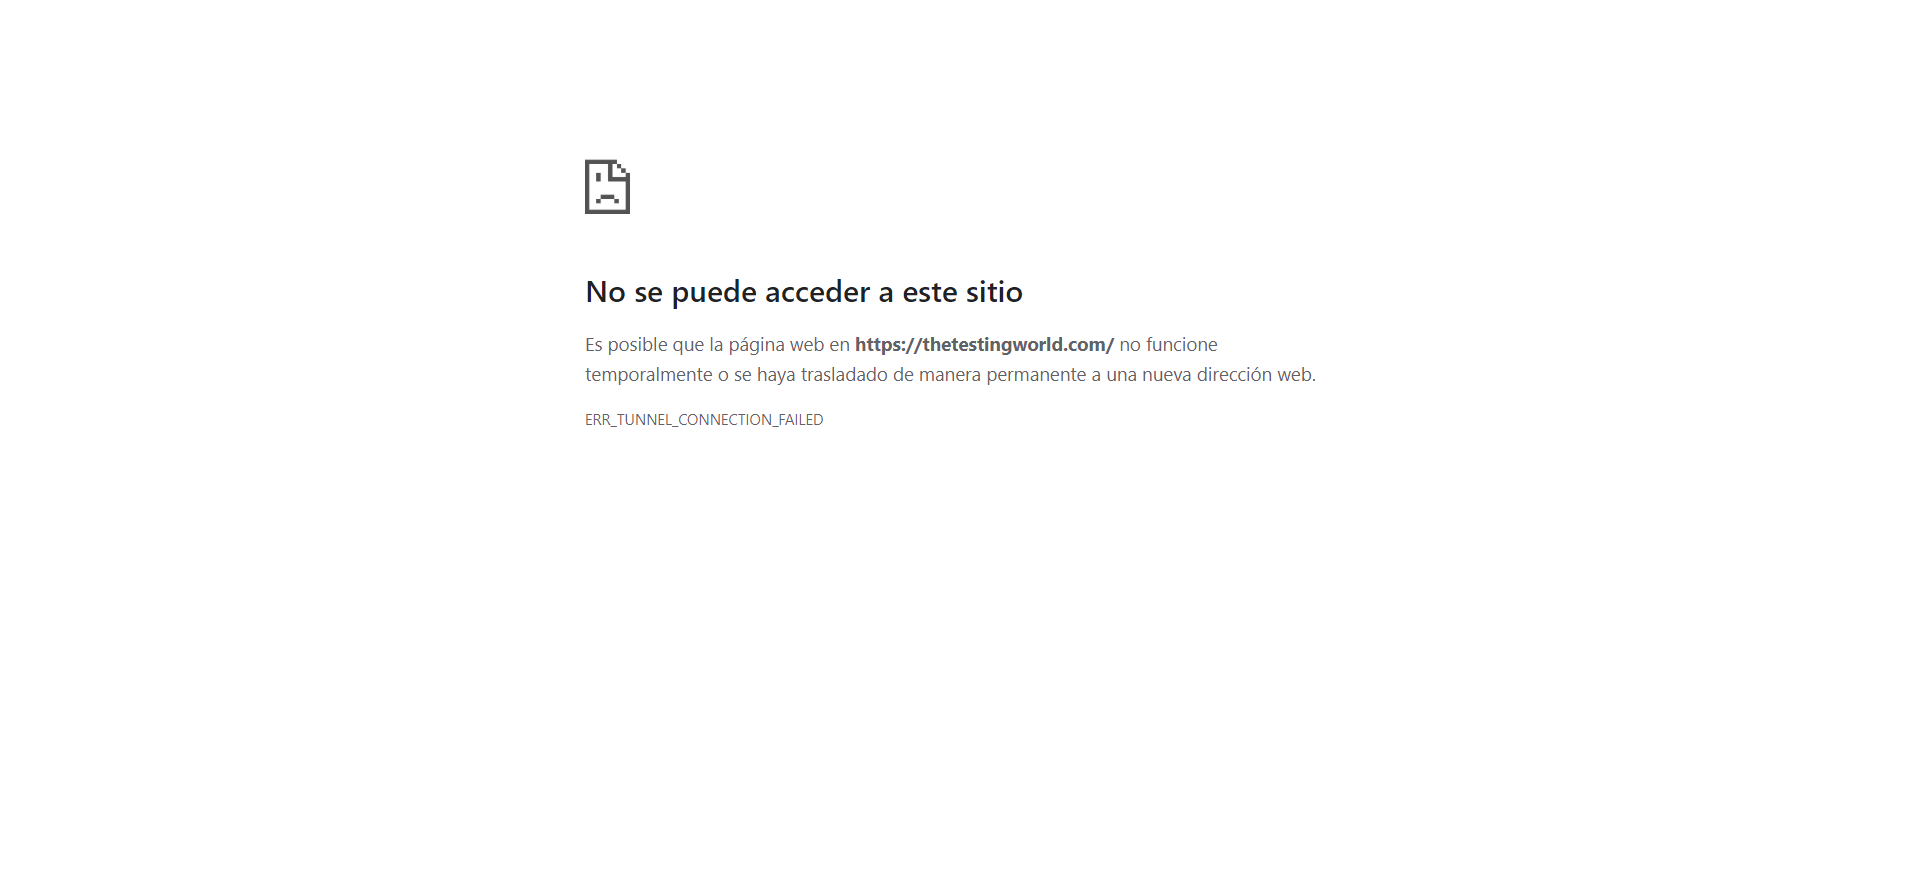 No se puede acceder a este sitio
Es posible que la página web en https://thetestingworld.com/ no funcione
temporalmente o se haya trasladado de manera permanente a una nueva dirección web.
ERR_TUNNEL_CONNECTION_FAILED